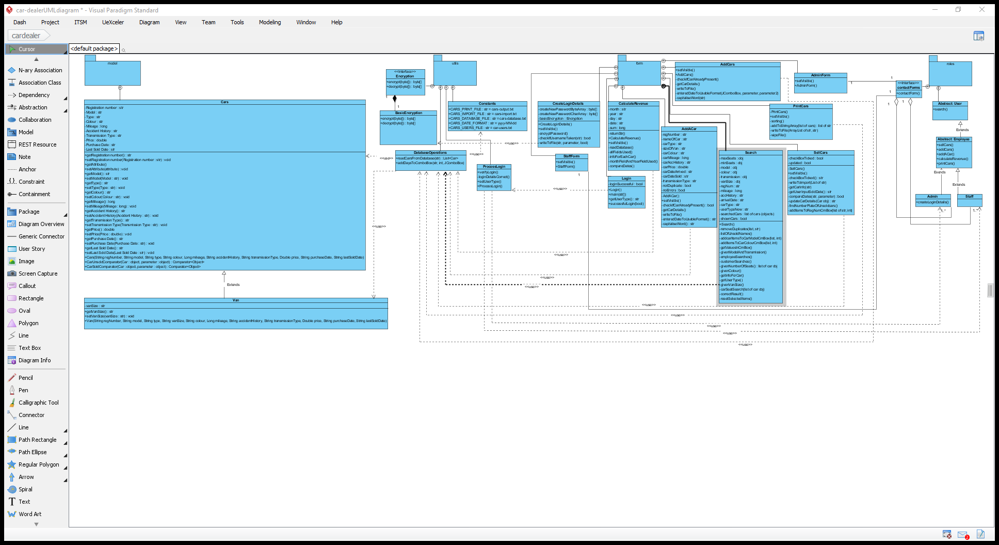 car-dealerUMLdiagram * - Visual Paradigm Standard
Dash Project ITSM UeXceler Diagram View Team Tools Modeling Window Help
cardealer
Cursor
N-ary Association
Association Class
Dependency
Abstraction
Collaboration
Model
REST Resource
Note
Anchor
Constraint
Containment
Package
Diagram Overview
Generic Connector
User Story
Image
Screen Capture
Callout
Rectangle
Oval
Polygon
Line
Text Box
Diagram Info
Pencil
Pen
Calligraphic Tool
Connector
Line
Path Rectangle
Path Ellipse
Regular Polygon
Arrow
Spiral
Text
Word Art
<default package>
model
Cars
-Registration number : str
-Model : str
-Type : str
-Colour : str
-Mileage : long
-Accident History : str
-Transmission Type : str
-Price : double
-Purchase Date : str
-Last Sold Date : str
+getRegistration number() : str
+setRegistration number(Registration number : str) : void
+getAttribute()
+setAttribute(attribute) : void
+getModel() : str
+setModel(Model : str) : void
+getType() : str
+setType(Type : str) : void
+getColour() : str
+setColour(Colour : str) : void
+getMileage() : long
+setMileage(Mileage : long) : void
+getAccident History() : str
+setAccident History(Accident History : str) : void
+getTransmission Type() : str
+setTransmission Type(Transmission Type : str) : void
+getPrice() : double
+setPrice(Price : double) : void
+getPurchase Date() : str
+setPurchase Date(Purchase Date : str) : void
+getLast Sold Date() : str
+setLast Sold Date(Last Sold Date : str) : void
+Cars(String regNumber, String model, String type, String colour, Long mileage, String accidentHistory, String transmissionType, Double price, String purchaseDate, String lastSoldDate)
+CarUnsoldComparator(Car : object, parameter : object) : Comparator<Object>
+CarSoldComparator(Car : object, parameter : object) : Comparator<Object>
Extends
Van
-vanSize : str
+getVanSize() : str
+setVanSize(vanSize : str) : void
+Van(String regNumber, String model, String type, String vanSize, String colour, Long mileage, String accidentHistory, String transmissionType, Double price, String purchaseDate, String lastSoldDate)
<<Interface>>
Encryption
+encrypt(byte[]) : byte[]
+decrypt(byte[]) : byte[]
1
1
BasicEncryption
+encrypt(byte[]) : byte[]
+decrypt(byte[]) : byte[]
utils
Constants
+CARS_PRINT_FILE : str = cars-output.txt
+CARS_IMPORT_FILE : str = cars-import.txt
+CARS_DATABASE_FILE : str = cars-database.txt
+CARS_DATE_FORMAT : str = yyyy-MM-dd
+CARS_USERS_FILE : str = car-users.txt
DatabaseOperations
+readCarsFromDatabase(str) : List<Car>
+addDaysToComboBox(str, int, JComboBox)
<<use>>
<<use>>
<<use>>
<<use>>
ProcessLogin
+verifyLogin()
-loginDetailsCorrect()
+setUserType()
+ProcessLogin()
form
CreateLoginDetails
-createNewPasswordByteArray : byte[]
-createNewPasswordCharArray : byte[]
-basicEncryption : Encryption
+CreateLoginDetails()
+setVisible()
-encryptPassword()
-checkIfUsernameTaken(str) : bool
-writeToFile(str, parameter, bool)
StaffForm
+setVisible()
+StaffForm()
1
<<use>>
CalculateRevenue
-month : str
-year : str
-day : str
-date : str
-sum : long
-returnStr()
+CalculateRevenue()
+setVisible()
-readDatabase()
-allFieldsUsed()
-infoForEachCar()
-monthFieldAndYearFieldUsed()
-compareDates()
Login
-loginSuccessful : bool
+Login()
+main(str[])
+getUserType() : str
+successfulLogin(bool)
AddACar
-regNumber : str
-nameOfCar : str
-carType : str
-sizeOfVan : str
-carColour : str
-carMileage : long
-carAccHistory : str
-carPrice : double
-carDateArrived : str
-carDateSold : str
-transmissionType : str
-notDuplicate : bool
-noErrors : bool
-AddACar()
+setVisible()
-checkIfCarAlreadyPresent() : bool
-getCarDetails()
-writeToFile()
-enteredDateToUsableFormat() : str
-capitaliseWord() : str
AddCars
+setVisible()
+AddCars()
-checkIfCarAlreadyPresent()
-getCarDetails()
-writeToFile()
-enteredDateToUsableFormat(JComboBox, parameter, parameter2)
-capitaliseWord(str)
Search
-maxSeats : obj
-minSeats : obj
-model : obj
-colour : obj
-transmission : obj
-vanSize : obj
-regNum : str
-mileage : long
-accHistory : str
-arrivalDate : str
-carType : str
-userTypeNew : str
-searchedCars : list of cars (objects)
-shownCars : bool
+Search()
-removeDuplicates(list, str)
-listOfUnsoldNames()
-addcarItemsToCarModelCmBox(list, int)
-addItemsToCarColourCmBox(list, int)
-getValuesInCmBox()
-givenModelAndTransmission()
-employeeSearches()
-customerSearches()
-givenNumberOfSeats() : list of car obj
-givenColour()
-getInfoForCar()
-getUserType()
-givenVanSize()
-carSeatSearch(list of car obj)
-correctResult()
-resetSelectedItems()
PrintCars
-PrintCars()
+setVisible()
-sorting()
-addToStringArray(list of cars) : list of str
-writeToFile(ArrayList of str, str)
-wipeFile()
SellCars
-checkBoxTicked : bool
-updated : bool
-SellCars()
+setVisible()
-checkBoxTicked() : str
-writeToImport(List of str)
-getCarInfo(str)
-getUserInputSoldDate() : str
-compareDates(str, parameter) : bool
-updateCarDetails(Car obj) : str
-findNumberPlateOfUnsoldcars()
-addItemsToRegNumCmBox(list of str, int)
AdminForm
+setVisible()
-AdminForm()
1
1
1
<<Interface>>
contactForms
+contactForm()
1
1
roles
Abstract: User
+search()
Extends
Abstract: Employee
+sellCars()
+addCars()
+addACar()
+calculateRevenue()
+printCars()
Extends
Extends
Admin
+createLoginDetails()
1..*
Staff
1..*
<<use>>
<<use>>
<<use>>
<<use>>
<<use>>
<<use>>
<<use>>
<<use>>
2